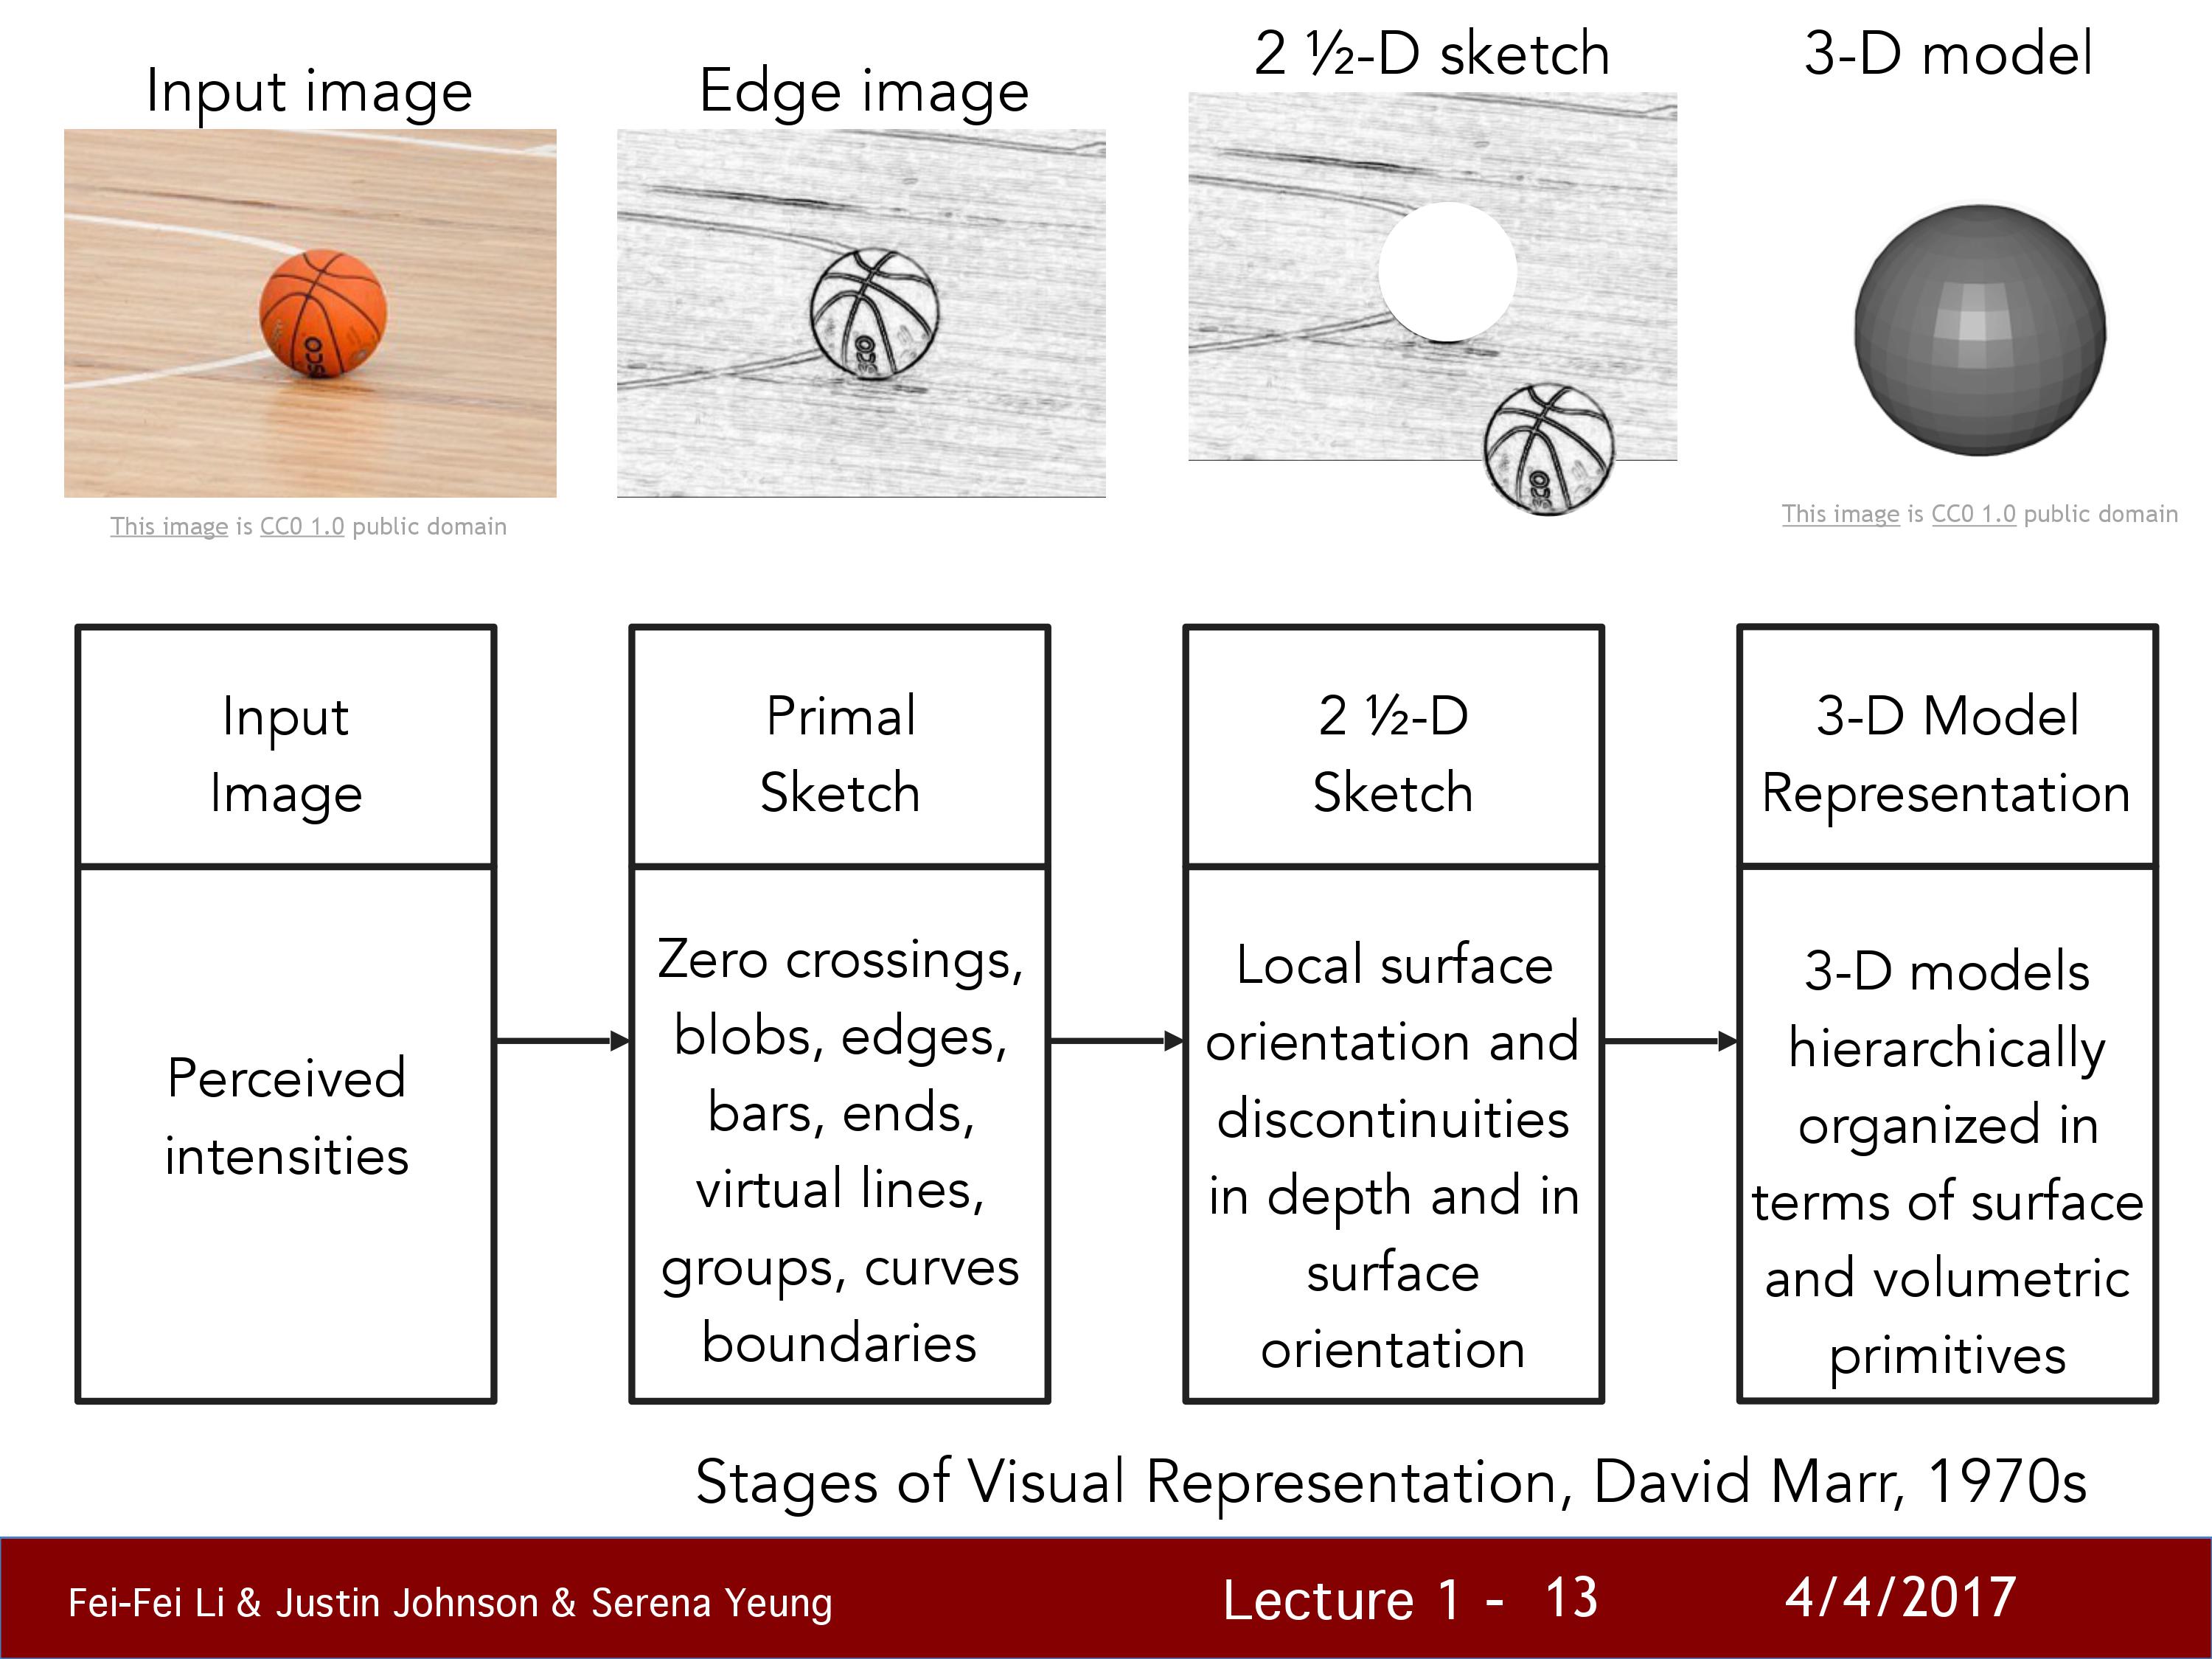 Input image
Edge image
2 ½-D sketch
3-D model
SCO
SCO
SCO
This image is CC0 1.0 public domain
This image is CC0 1.0 public domain
Input
Image
Perceived
intensities
Primal
Sketch
Zero crossings,
blobs, edges,
bars, ends,
virtual lines,
groups, curves
boundaries
2 ½-D
Sketch
Local surface
orientation and
discontinuities
in depth and in
surface
orientation
3-D Model
Representation
3-D models
hierarchically
organized in
terms of surface
and volumetric
primitives
Stages of Visual Representation, David Marr, 1970s
Fei-Fei Li & Justin Johnson & Serena Yeung
Lecture 1 - 13
4/4/2017